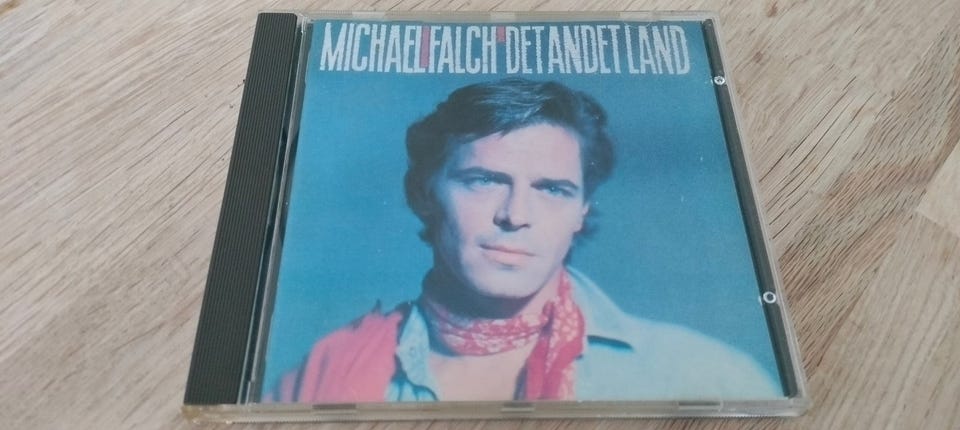 MICHAEL FALCH DET ANDET LAND